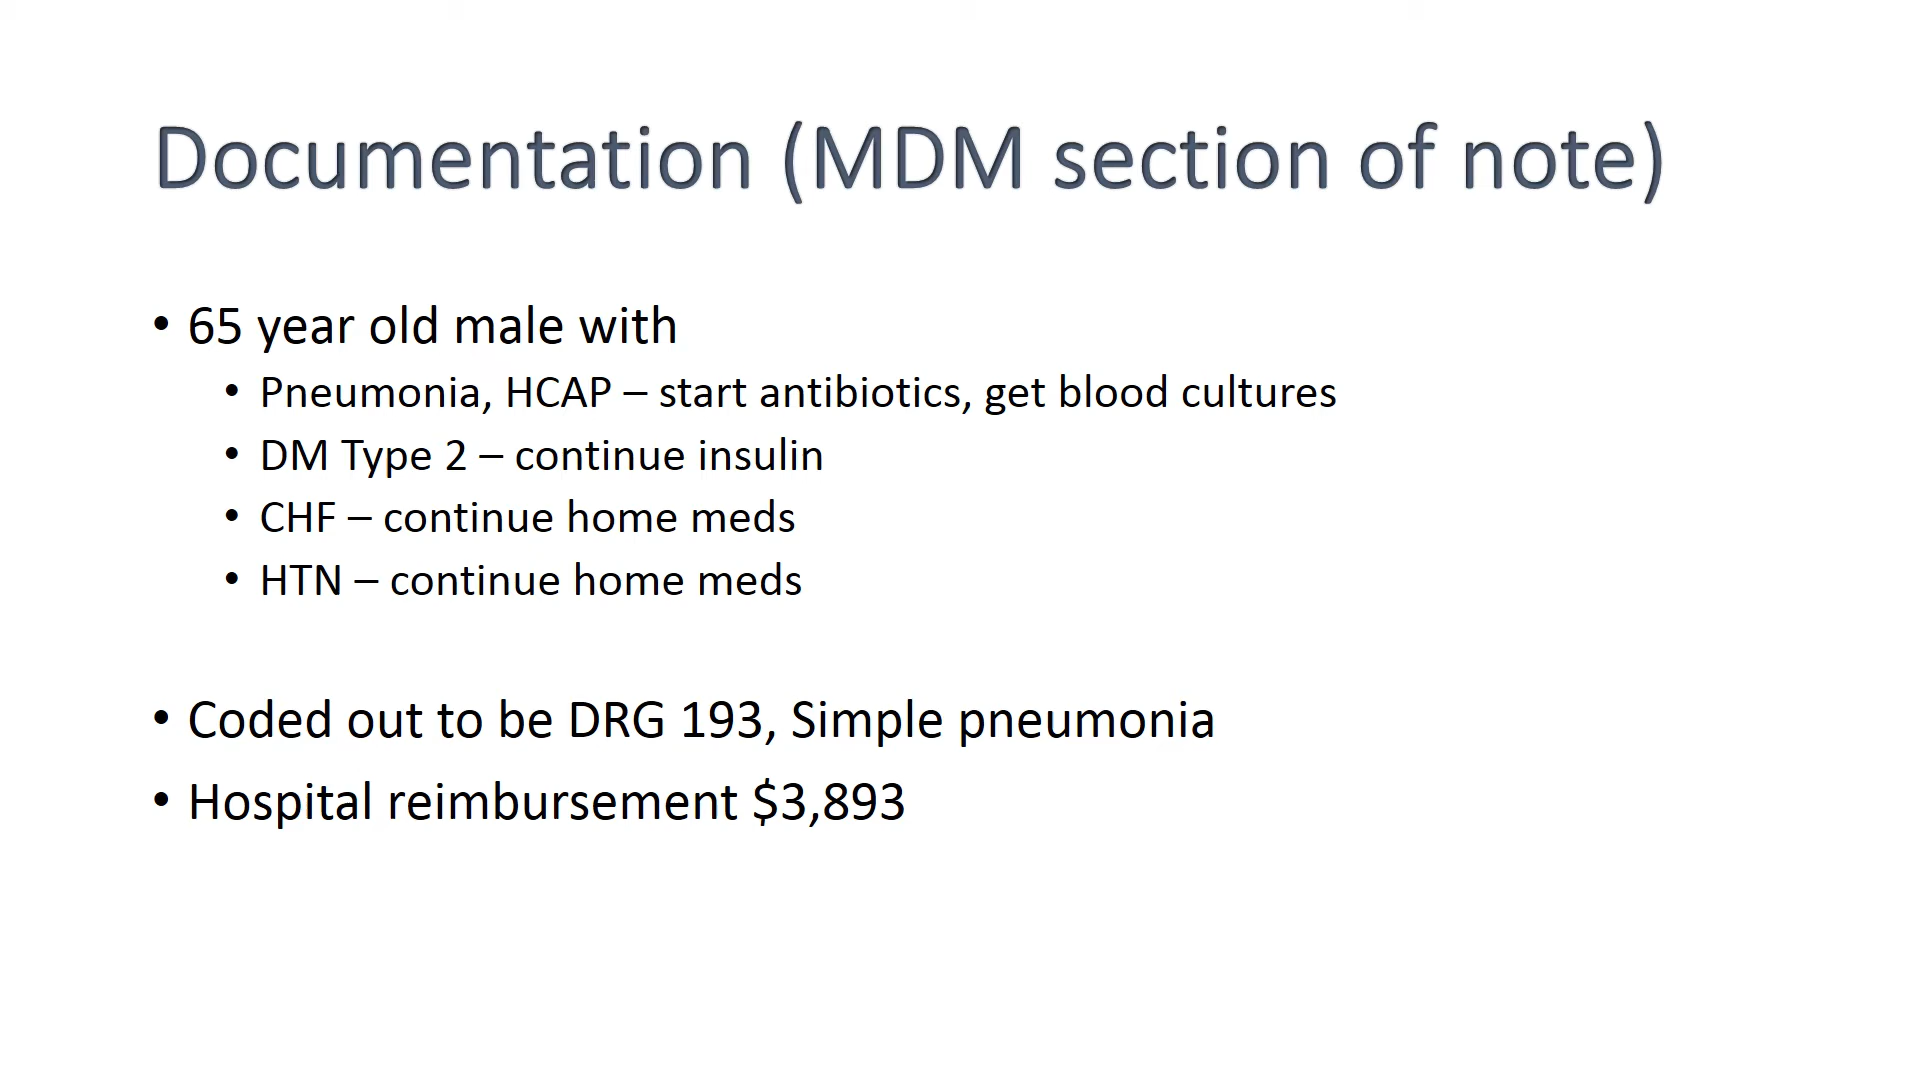 Documentation (MDM section of note)
• 65 year old male with
• Pneumonia, HCAP – start antibiotics, get blood cultures
• DM Type 2 – continue insulin
• CHF – continue home meds
• HTN – continue home meds
• Coded out to be DRG 193, Simple pneumonia
• Hospital reimbursement $3,893